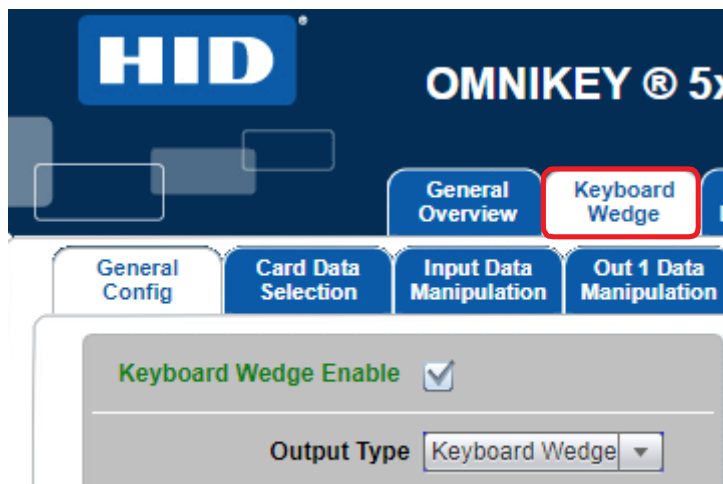 HID®
OMNIKEY ® 5
General
Overview
Keyboard
Wedge
General
Config
Card Data
Selection
Input Data
Manipulation
Out 1 Data
Manipulation
Keyboard Wedge Enable
Output Type
Keyboard Wedge